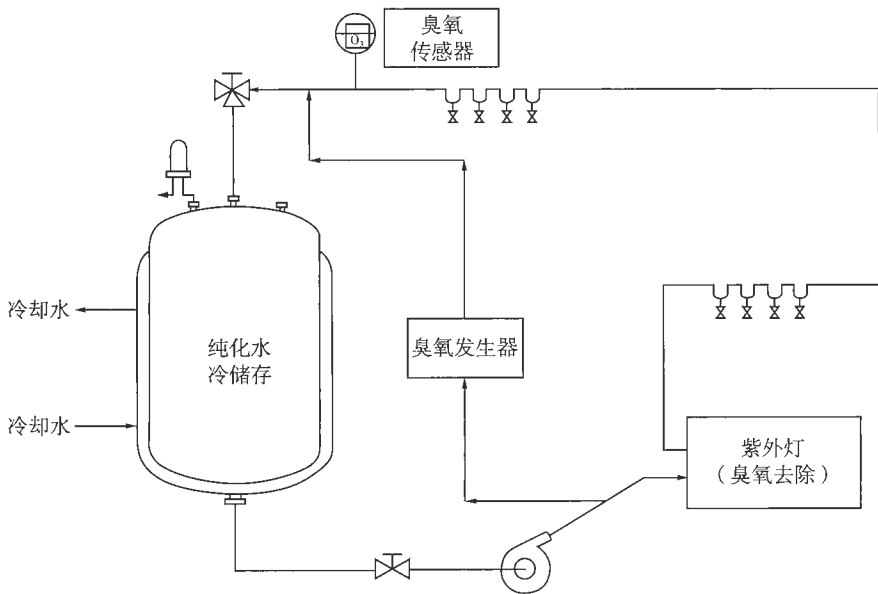 O₃
臭氧
传感器
冷却水
纯化水
冷储存
臭氧发生器
冷却水
紫外灯
（臭氧去除）